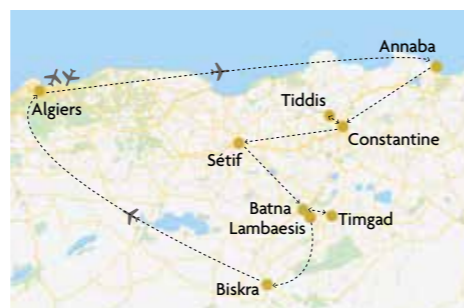 Annaba
Algiers
Tiddis
Constantine
Sétif
Batna
Lambaesis
Timgad
Biskra